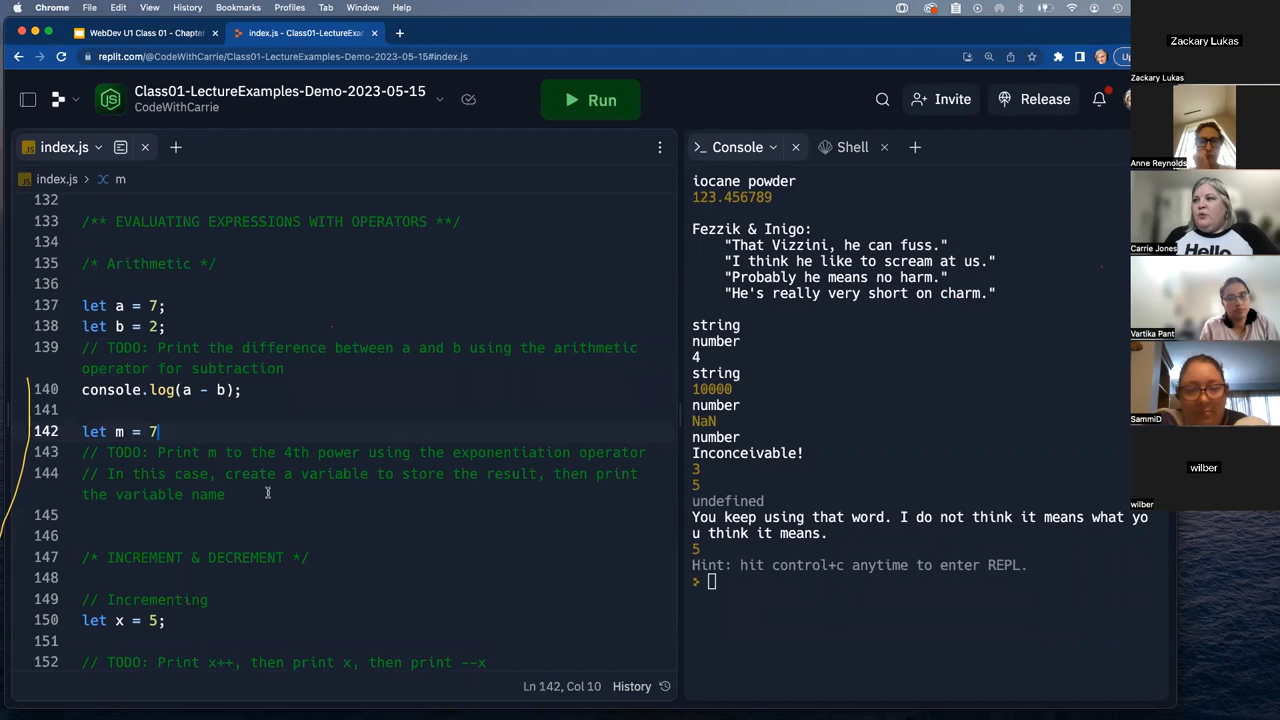 Chrome File Edit View History Bookmarks Profiles Tab Window Help
WebDev U1 Class 01 - Chapter
index.js - Class01-LectureExam
replit.com/@CodeWithCarrie/Class01-LectureExamples-Demo-2023-05-15#index.js
Class01-LectureExamples-Demo-2023-05-15
CodeWithCarrie
Run
Invite
Release
JS index.js
JS index.js > m
132
133 /** EVALUATING EXPRESSIONS WITH OPERATORS **/
134
135 /* Arithmetic */
136
137 let a = 7;
138 let b = 2;
139 // TODO: Print the difference between a and b using the arithmetic
operator for subtraction
140 console.log(a - b);
141
142 let m = 7
143 // TODO: Print m to the 4th power using the exponentiation operator
144 // In this case, create a variable to store the result, then print
the variable name
145
146
147 /* INCREMENT & DECREMENT */
148
149 // Incrementing
150 let x = 5;
151
152 // TODO: Print x++, then print x, then print --x
Ln 142, Col 10 History
Console
Shell
iocane powder
123.456789
Fezzik & Inigo:
"That Vizzini, he can fuss."
"I think he like to scream at us."
"Probably he means no harm."
"He's really very short on charm."
string
number
4
string
10000
number
NaN
number
Inconceivable!
3
5
undefined
You keep using that word. I do not think it means what yo
u think it means.
5
Hint: hit control+c anytime to enter REPL.
>
Zackary Lukas
Zackary Lukas
Anne Reynolds
Hello
Carrie Jones
Vartika Pant
SammiD
wilber
wilber